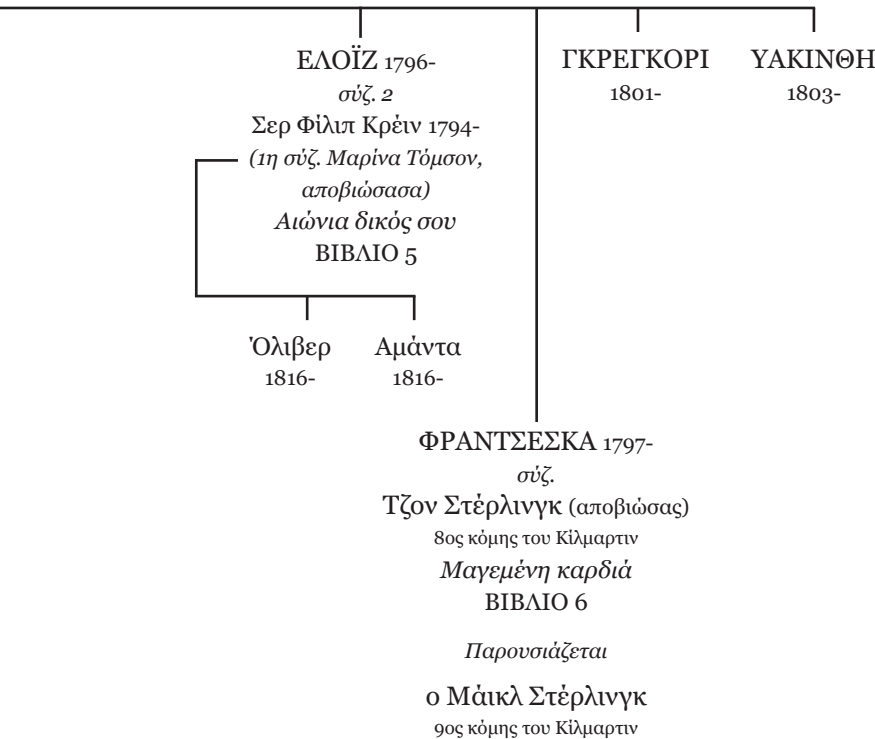 ΕΛΟΪΖ 1796-
σύζ. 2
Σερ Φίλιπ Κρέιν 1794-
(1η σύζ. Μαρίνα Τόμσον,
αποβιώσασα)
Αιώνια δικός σου
ΒΙΒΛΙΟ 5
Όλιβερ
1816-
Αμάντα
1816-
ΦΡΑΝΤΣΕΣΚΑ 1797-
σύζ.
Τζον Στέρλινγκ (αποβιώσας)
8ος κόμης του Κίλμαρτιν
Μαγεμένη καρδιά
ΒΙΒΛΙΟ 6
Παρουσιάζεται
ο Μάικλ Στέρλινγκ
9ος κόμης του Κίλμαρτιν
ΓΚΡΕΓΚΟΡΙ
1801-
ΥΑΚΙΝΘΗ
1803-